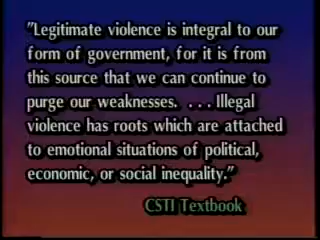 "Legitimate violence is integral to our
form of government, for it is from
this source that we can continue to
purge our weaknesses. . . . Illegal
violence has roots which are attached
to emotional situations of political,
economic, or social inequality."
CSTI Textbook